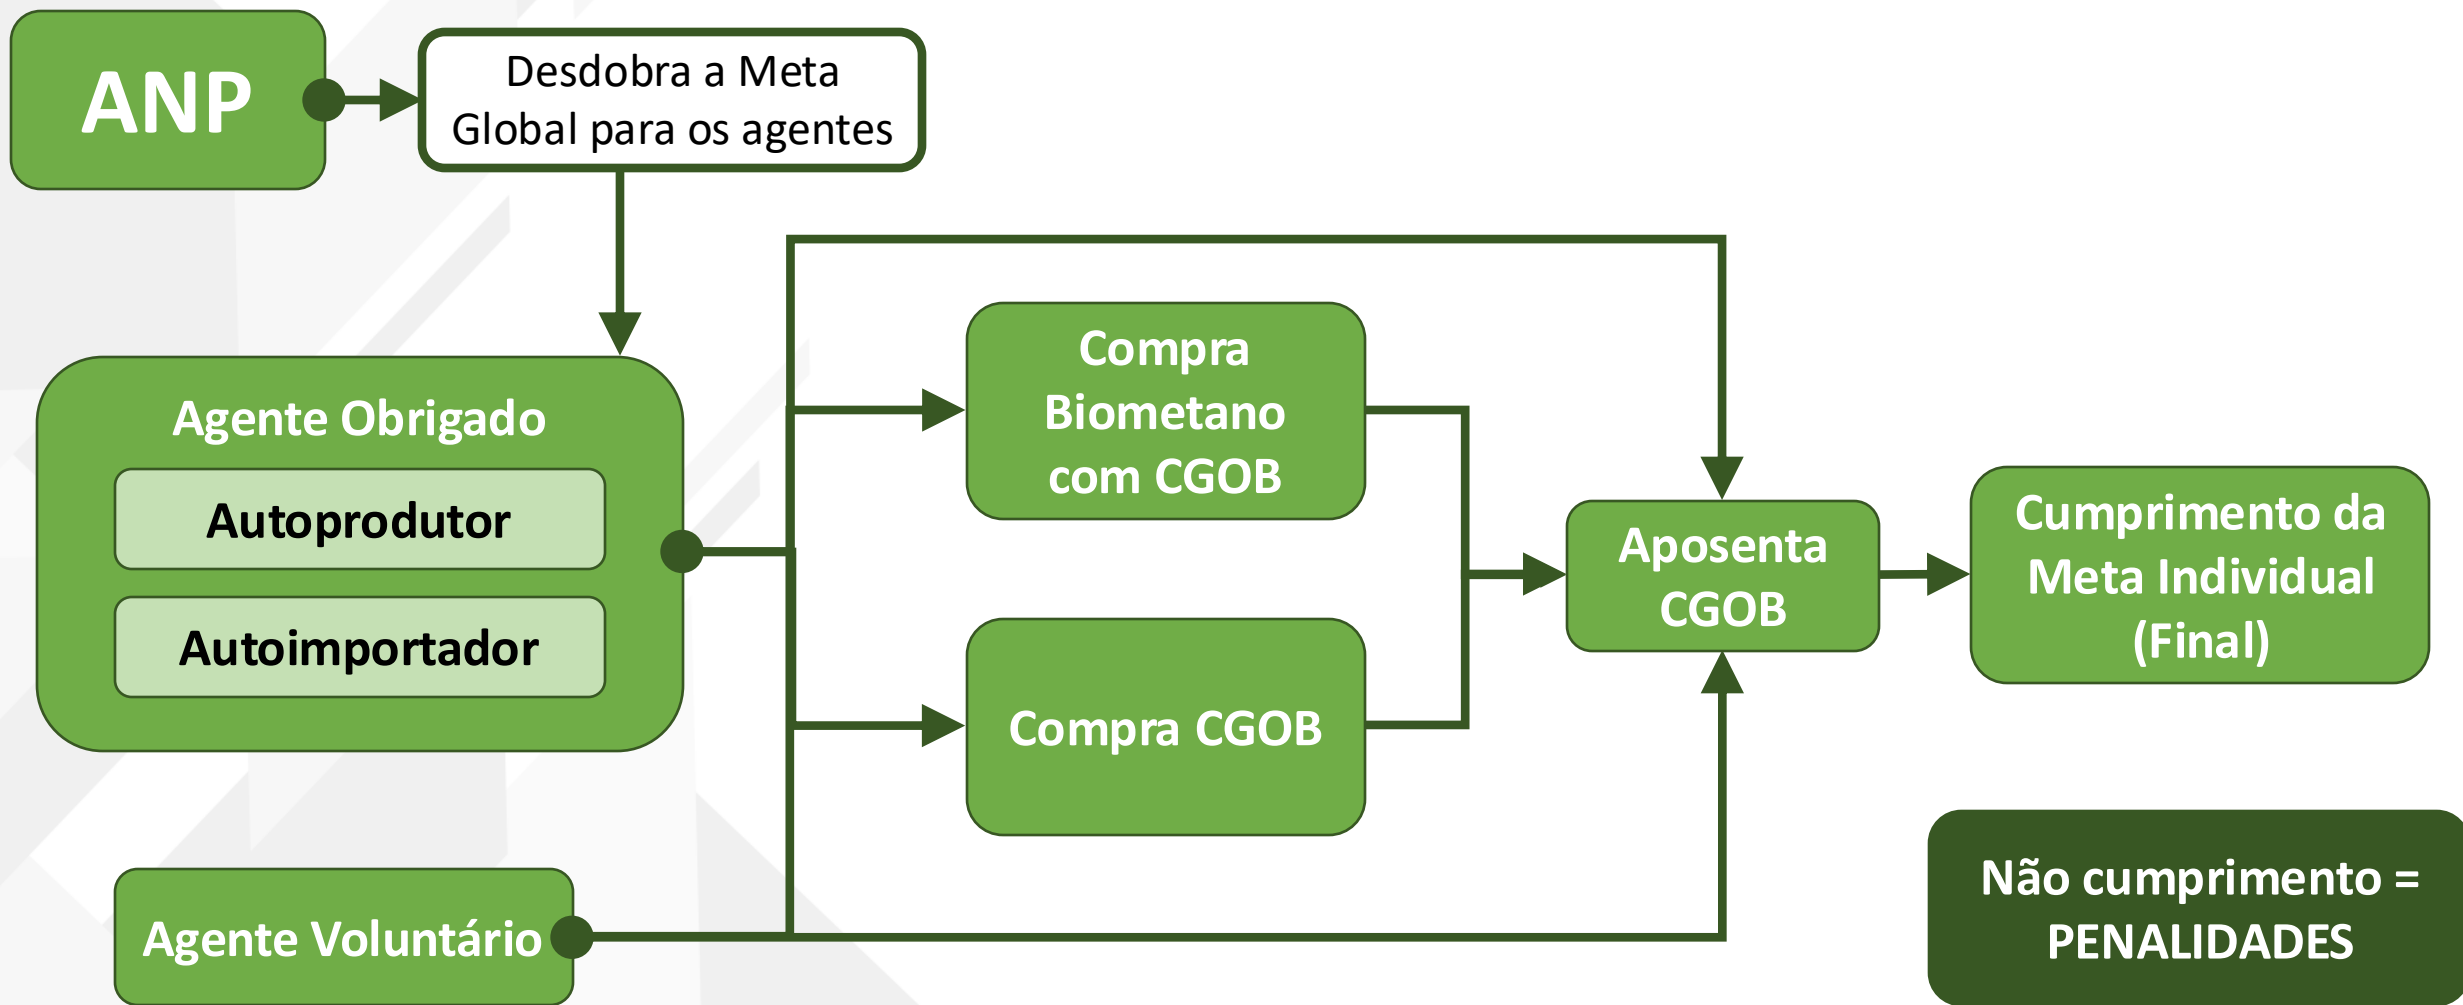 ANP
Desdobra a Meta
Global para os agentes
Agente Obrigado
Autoprodutor
Autoimportador
Agente Voluntário
Compra
Biometano
com CGOB
Compra CGOB
Aposenta
CGOB
Cumprimento da
Meta Individual
(Final)
Não cumprimento =
PENALIDADES